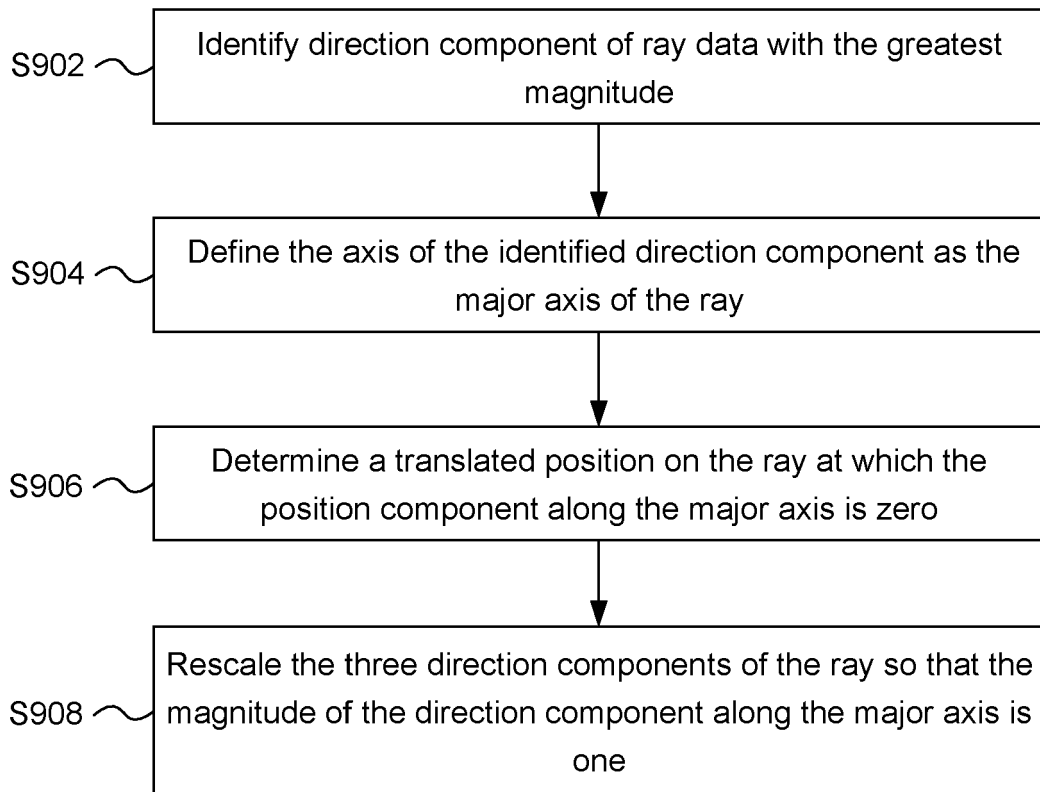 Identify direction component of ray data with the greatest
S902
magnitude
Define the axis of the identified direction component as the
S904
major axis of the ray
Determine a translated position on the ray at which the
S906
position component along the major axis is zero
Rescale the three direction components of the ray so that the
S908
magnitude of the direction component along the major axis is
one